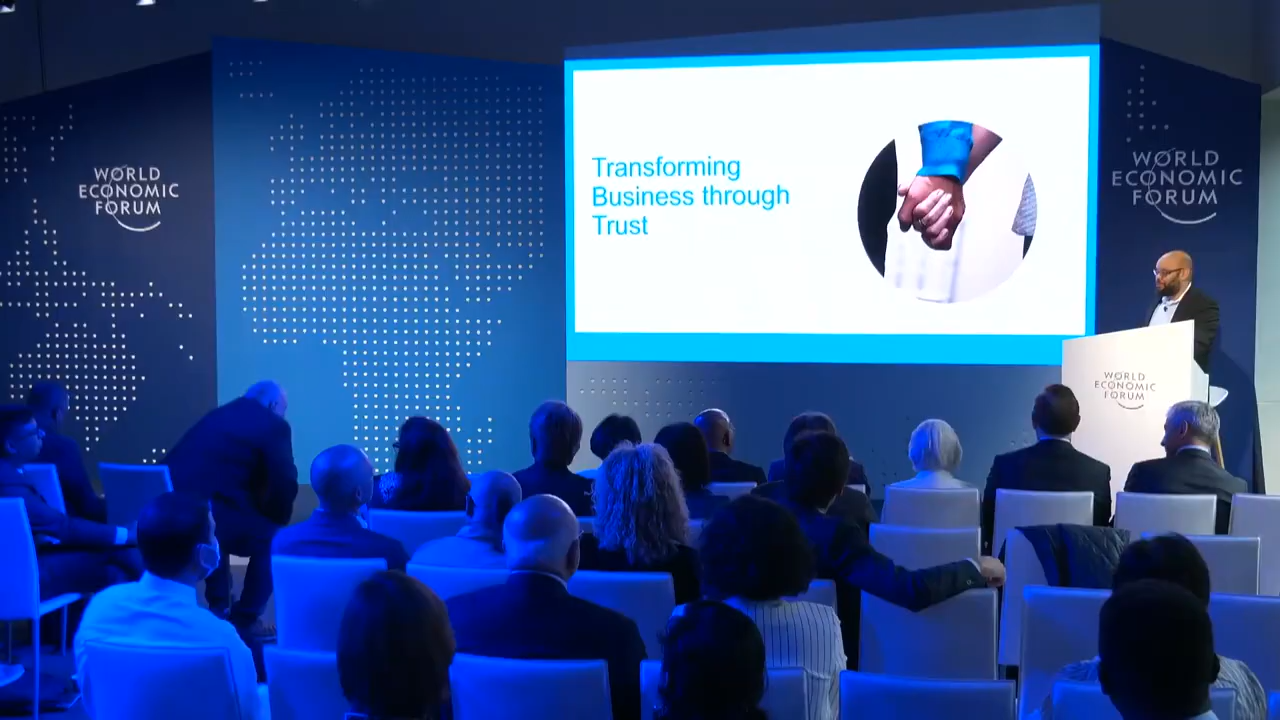 WORLD
ECONOMIC
FORUM
Transforming
Business through
Trust
WORLD
ECONOMIC
FORUM
WORLD
ECONOMIC
FORUM